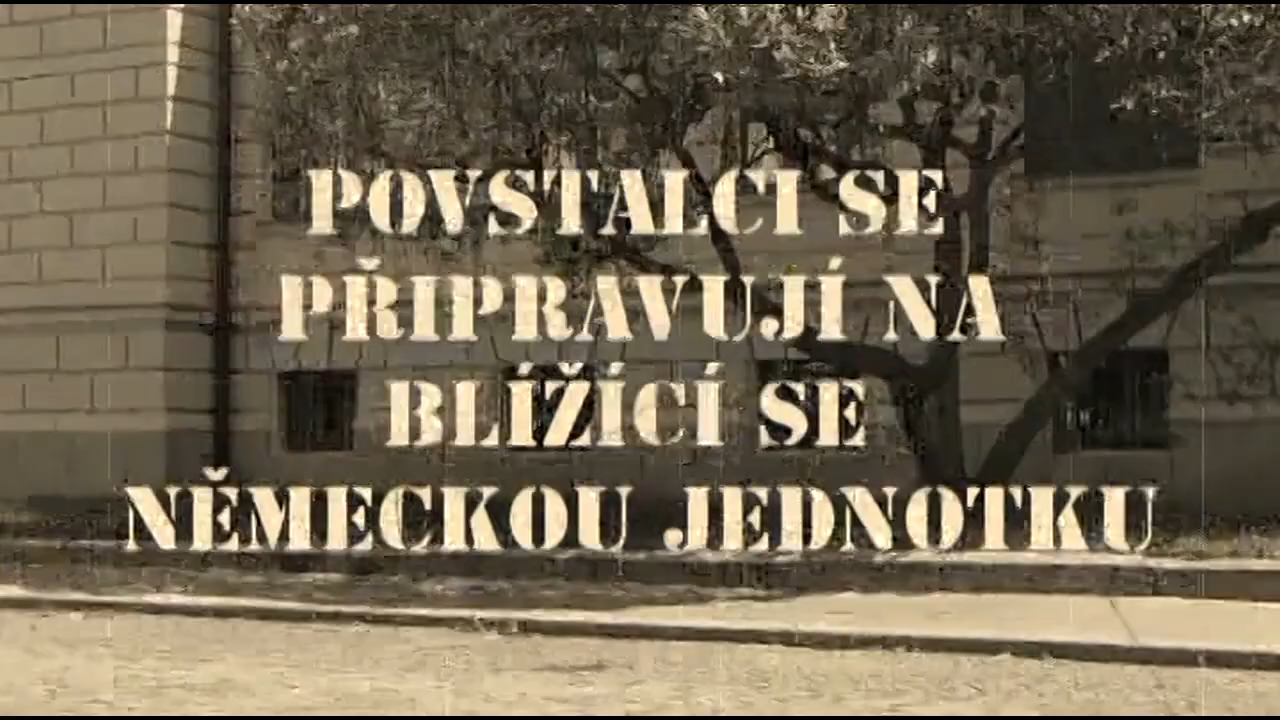 POVSTALCI SE
PŘIPRAVUJÍ NA
BLÍŽÍCÍ SE
NĚMECKOU JEDNOTKU